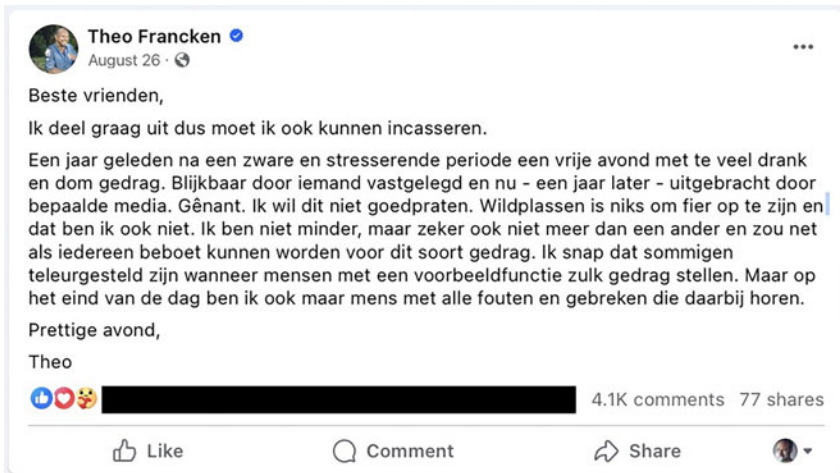 Theo Francken
August 26 ·
Beste vrienden,
Ik deel graag uit dus moet ik ook kunnen incasseren.
Een jaar geleden na een zware en stresserende periode een vrije avond met te veel drank
en dom gedrag. Blijkbaar door iemand vastgelegd en nu - een jaar later - uitgebracht door
bepaalde media. Gênant. Ik wil dit niet goedpraten. Wildplassen is niks om fier op te zijn en
dat ben ik ook niet. Ik ben niet minder, maar zeker ook niet meer dan een ander en zou net
als iedereen beboet kunnen worden voor dit soort gedrag. Ik snap dat sommigen
teleurgesteld zijn wanneer mensen met een voorbeeldfunctie zulk gedrag stellen. Maar op
het eind van de dag ben ik ook maar mens met alle fouten en gebreken die daarbij horen.
Prettige avond,
Theo
4.1K comments 77 shares
Like Comment Share